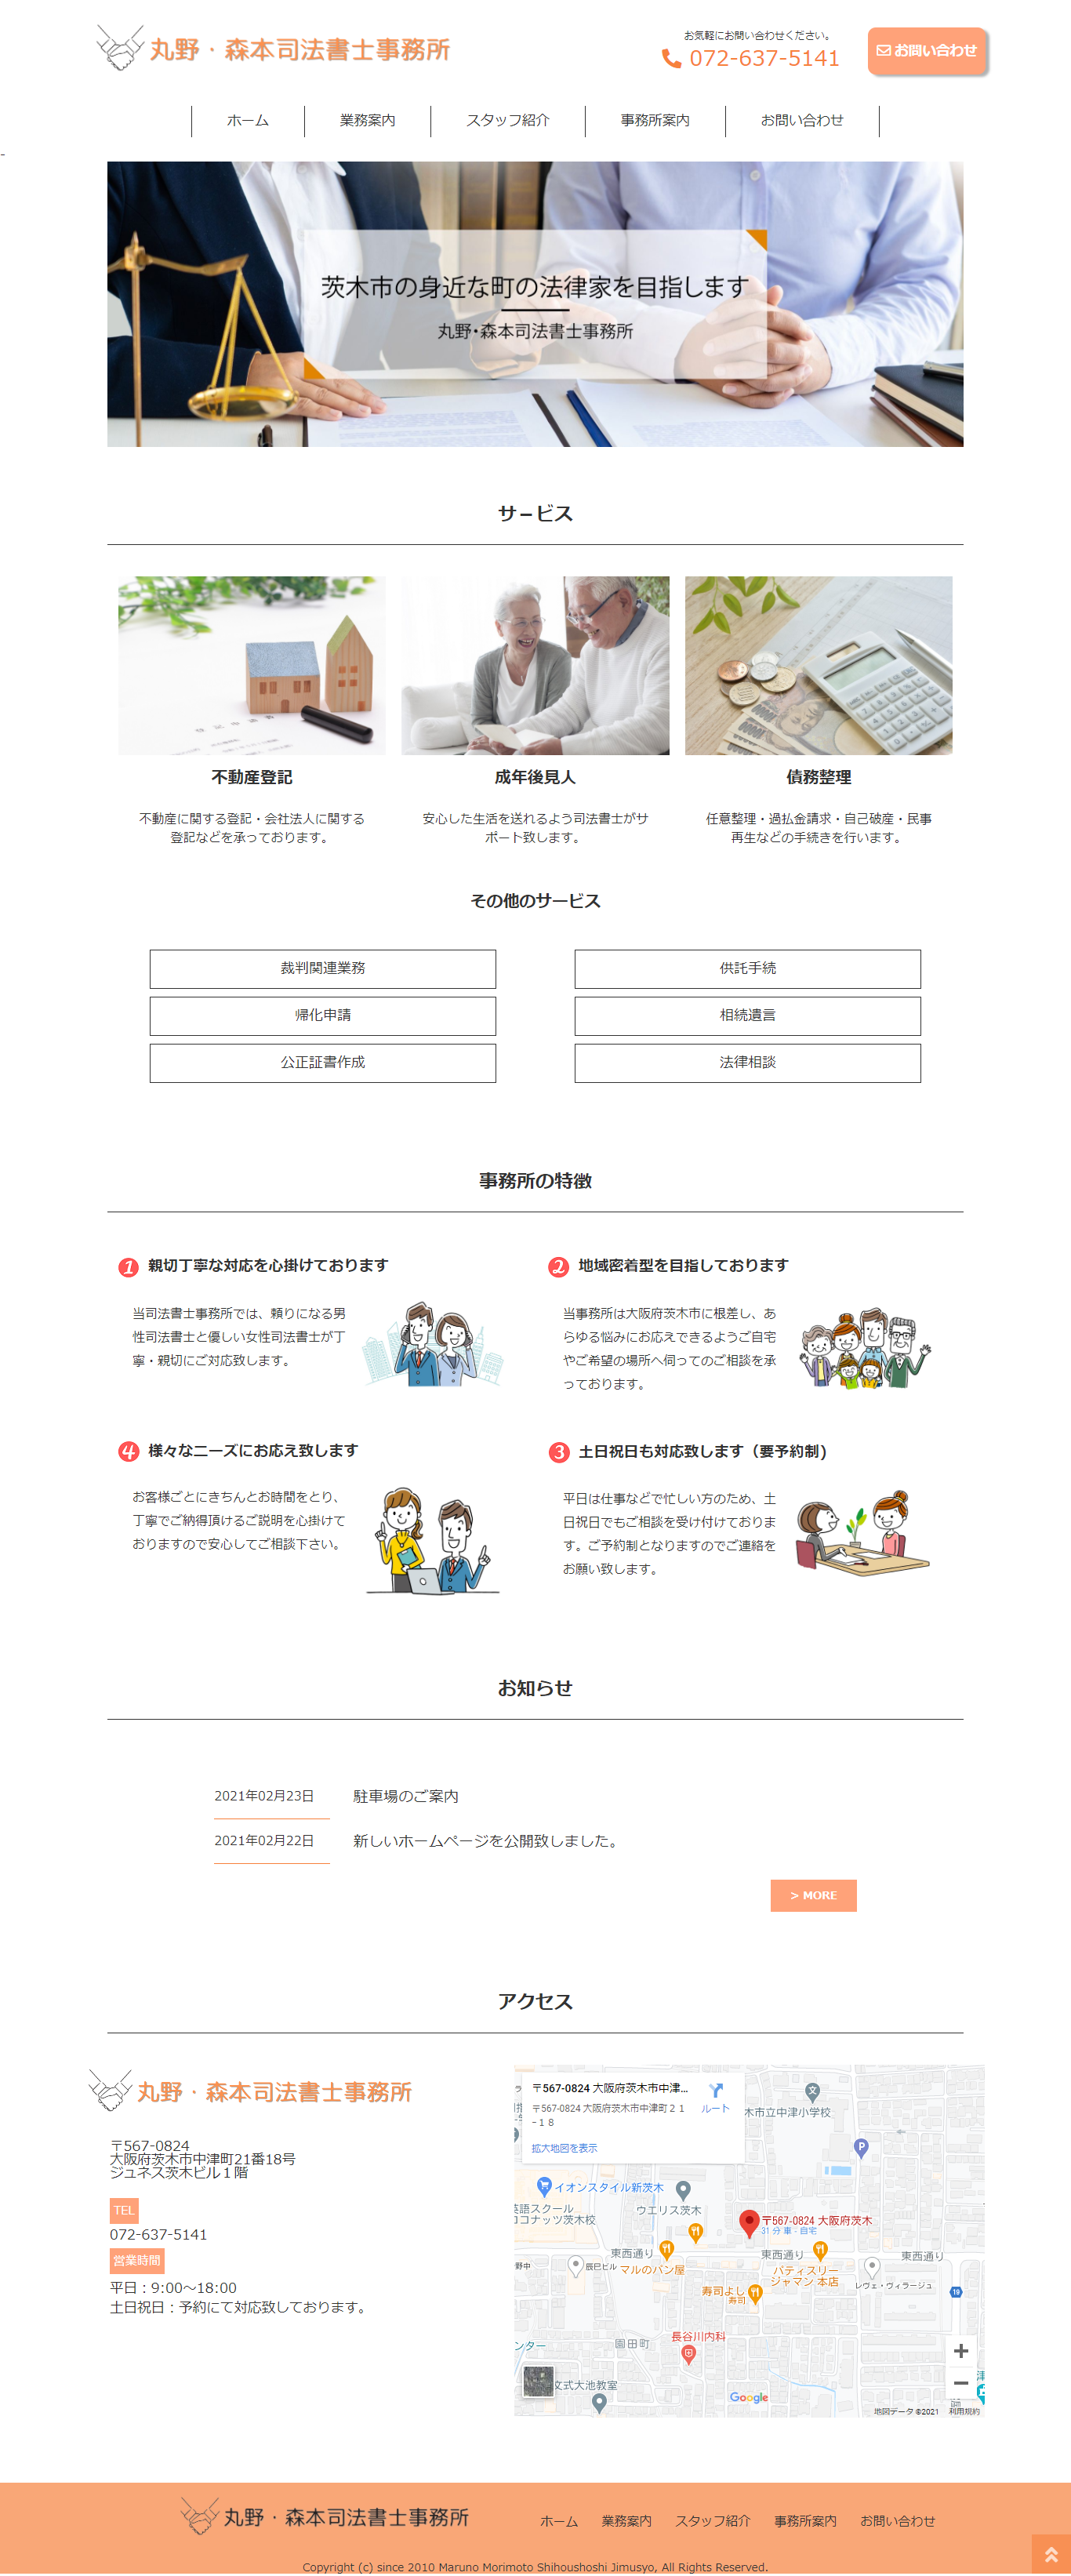 丸野・森本司法書士事務所
お気軽にお問い合わせください。
072-637-5141
お問い合わせ
ホーム
業務案内
スタッフ紹介
事務所案内
お問い合わせ
-
茨木市の身近な町の法律家を目指します
丸野・森本司法書士事務所
サービス
不動産登記
不動産に関する登記・会社法人に関する
登記などを承っております。
成年後見人
安心した生活を送れるよう司法書士がサ
ポート致します。
債務整理
任意整理・過払金請求・自己破産・民事
再生などの手続きを行います。
その他のサービス
裁判関連業務
供託手続
帰化申請
相続遺言
公正証書作成
法律相談
事務所の特徴
1 親切丁寧な対応を心掛けております
当司法書士事務所では、頼りになる男
性司法書士と優しい女性司法書士が丁
寧・親切にご対応致します。
2 地域密着型を目指しております
当事務所は大阪府茨木市に根差し、あ
らゆる悩みにお応えできるようご自宅
やご希望の場所へ伺ってのご相談を承
っております。
4 様々なニーズにお応え致します
お客様ごとにきちんとお時間をとり、
丁寧でご納得頂けるご説明を心掛けて
おりますので安心してご相談下さい。
3 土日祝日も対応致します（要予約制)
平日は仕事などで忙しい方のため、土
日祝日でもご相談を受け付けておりま
す。ご予約制となりますのでご連絡を
お願い致します。
お知らせ
2021年02月23日
駐車場のご案内
2021年02月22日
新しいホームページを公開致しました。
> MORE
アクセス
丸野・森本司法書士事務所
〒567-0824
大阪府茨木市中津町21番18号
ジュネス茨木ビル１階
TEL
072-637-5141
営業時間
平日：9:00～18:00
土日祝日：予約にて対応致しております。
〒567-0824 大阪府茨木市中津...
〒567-0824 大阪府茨木市中津町２１
−１８
ルート
拡大地図を表示
木市立中津小学校
P
イオンスタイル新茨木
英語スクール
ココナッツ茨木校
ウエリス茨木
〒567-0824 大阪府茨木
31 分 車 - 自宅
東西通り
東西通り
東西通り
野中
辰巳ビル
マルのパン屋
パティスリー
ジャマン 本店
レヴェ・ヴィラージュ
19
寿司よし
寿司
園田町
長谷川内科
ンター
文式大池教室
Google
地図データ ©2021
利用規約
丸野・森本司法書士事務所
ホーム
業務案内
スタッフ紹介
事務所案内
お問い合わせ
Copyright (c) since 2010 Maruno Morimoto Shihoushoshi Jimusyo, All Rights Reserved.